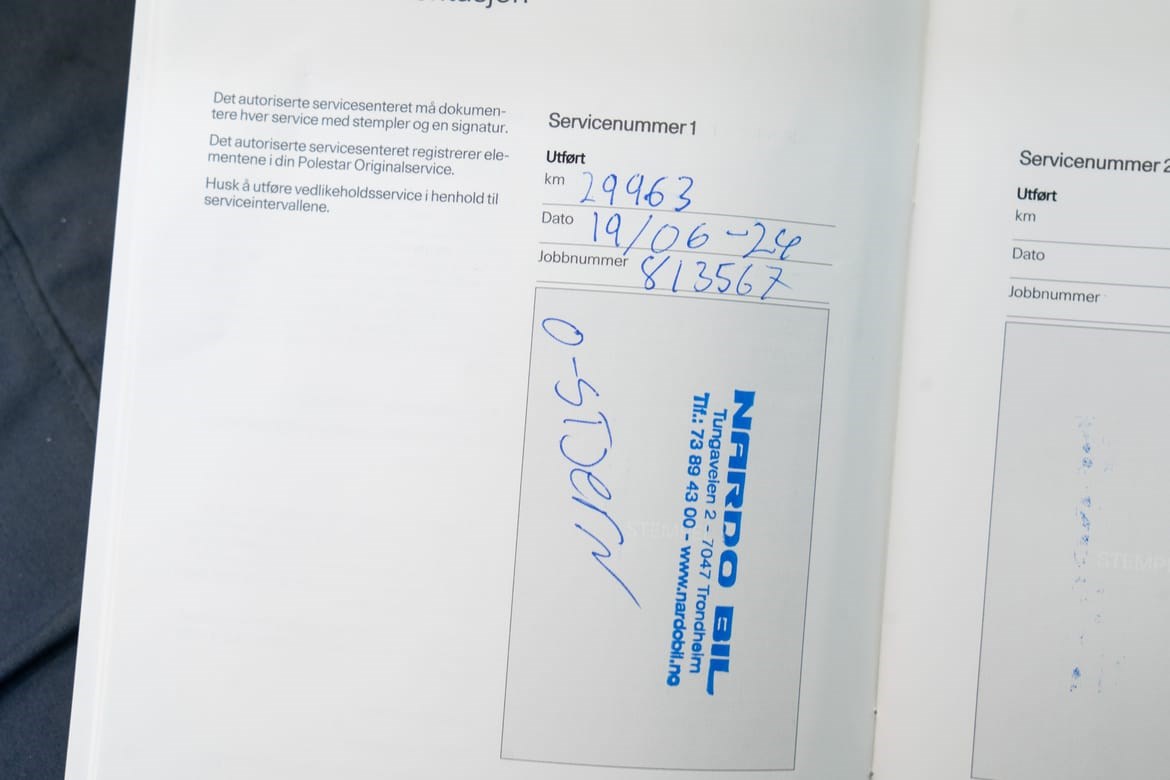 Det autoriserte servicesenteret må dokumen-
tere hver service med stempler og en signatur.
Det autoriserte servicesenteret registrerer ele-
mentene i din Polestar Originalservice.
Husk å utføre vedlikeholdsservice i henhold til
serviceintervallene.
Servicenummer 1
Utført
km 29963
Dato 19/06-24
Jobbnummer 813567
O-STJERN
NARDO BIL
Tungaveien 2 - 7047 Trondheim
Tlf.: 73 89 43 00 - www.nardobil.no
Servicenummer 2
Utført
km
Dato
Jobbnummer